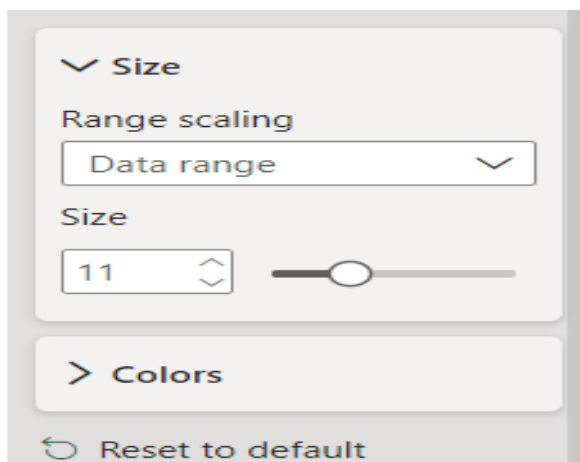 Size
Range scaling
Data range
Size
11
Colors
Reset to default